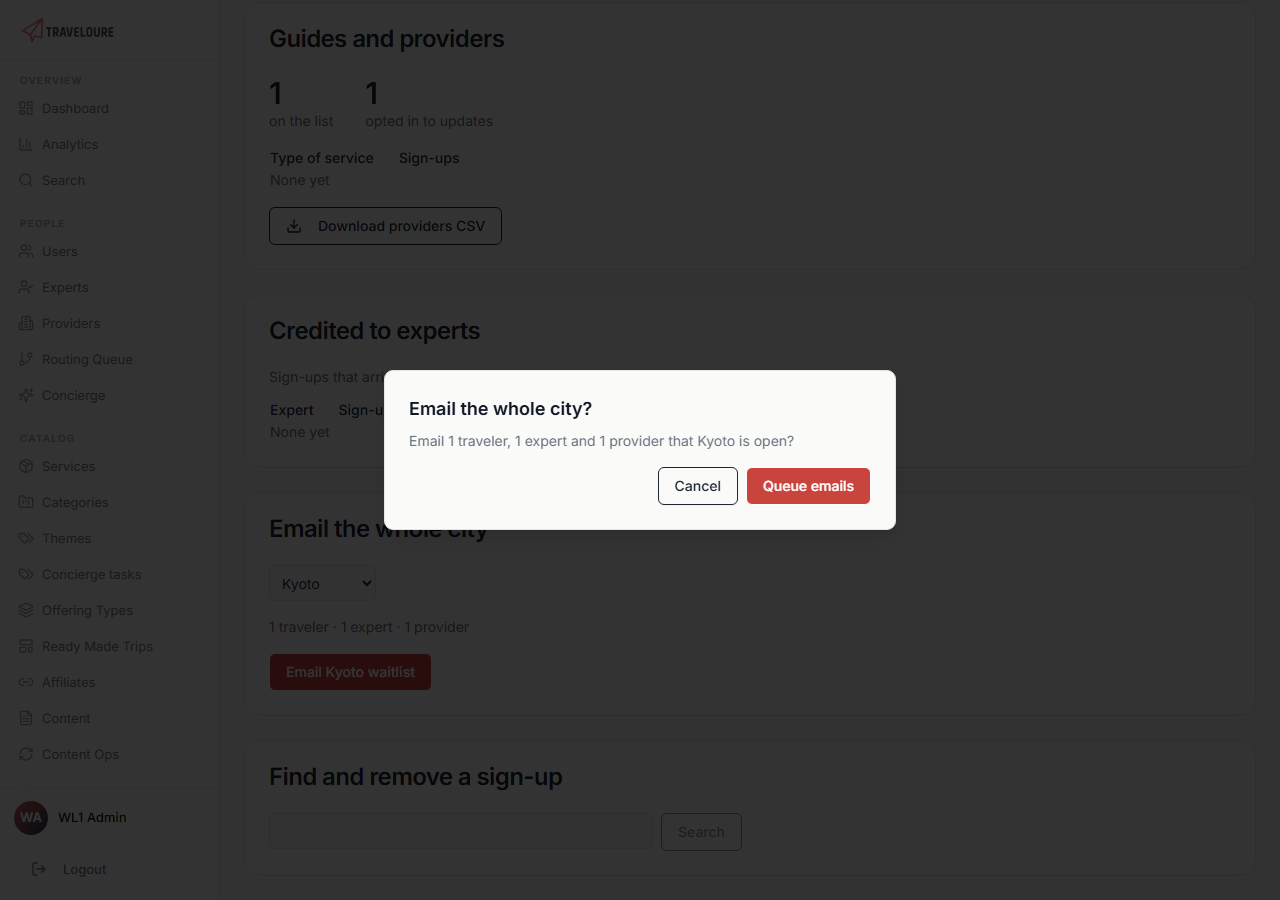 TRAVELOURE
OVERVIEW
Dashboard
Analytics
Search
PEOPLE
Users
Experts
Providers
Routing Queue
Concierge
CATALOG
Services
Categories
Themes
Concierge tasks
Offering Types
Ready Made Trips
Affiliates
Content
Content Ops
WA WL1 Admin
Logout
Guides and providers
1 1
on the list opted in to updates
Type of service Sign-ups
None yet
Download providers CSV
Credited to experts
Sign-ups that
Expert
None yet
Email the whole city?
Email 1 traveler, 1 expert and 1 provider that Kyoto is open?
Cancel Queue emails
Email the whole city
Kyoto
1 traveler · 1 expert · 1 provider
Email Kyoto waitlist
Find and remove a sign-up
Search